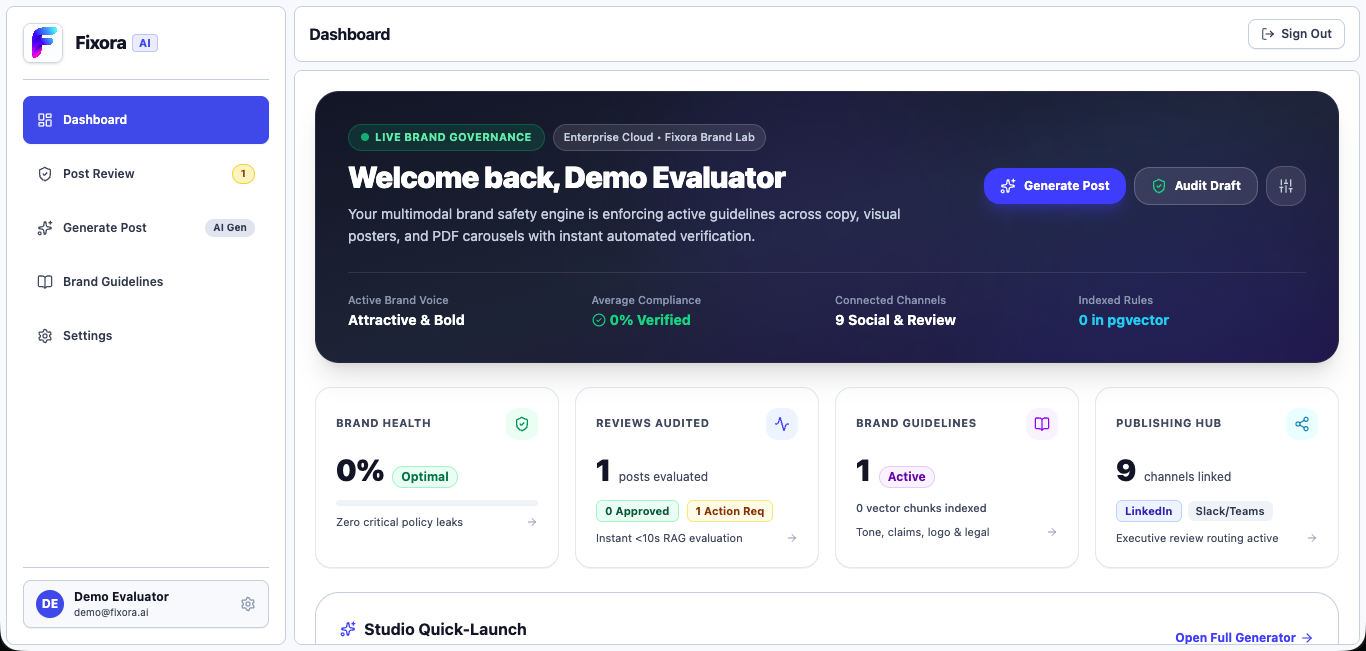 Fixora AI
Dashboard
Sign Out
Dashboard
Post Review 1
Generate Post AI Gen
Brand Guidelines
Settings
DE
Demo Evaluator
demo@fixora.ai
LIVE BRAND GOVERNANCE
Enterprise Cloud • Fixora Brand Lab
Welcome back, Demo Evaluator
Your multimodal brand safety engine is enforcing active guidelines across copy, visual
posters, and PDF carousels with instant automated verification.
Generate Post
Audit Draft
Active Brand Voice
Attractive & Bold
Average Compliance
0% Verified
Connected Channels
9 Social & Review
Indexed Rules
0 in pgvector
BRAND HEALTH
0% Optimal
Zero critical policy leaks →
REVIEWS AUDITED
1 posts evaluated
0 Approved 1 Action Req
Instant <10s RAG evaluation →
BRAND GUIDELINES
1 Active
0 vector chunks indexed
Tone, claims, logo & legal →
PUBLISHING HUB
9 channels linked
LinkedIn Slack/Teams
Executive review routing active →
Studio Quick-Launch
Open Full Generator →